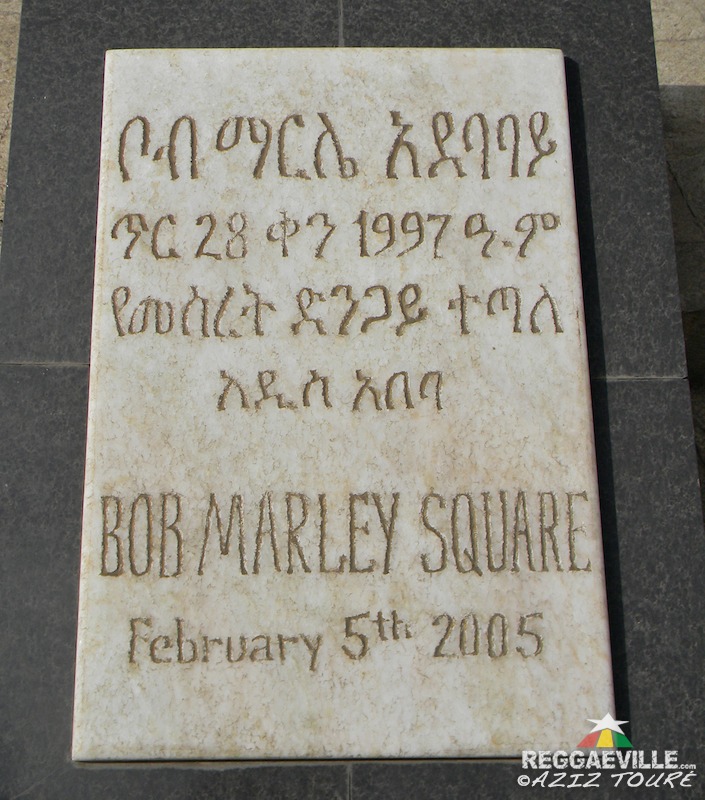 ቦብ ማርሌ አደባባይ
ጥር 28 ቀን 1997 ዓ.ም
የመሰረት ድንጋይ ተጣለ
አዲስ አበባ
BOB MARLEY SQUARE
February 5th 2005
REGGAEVILLE.com
©AZIZ TOURÉ